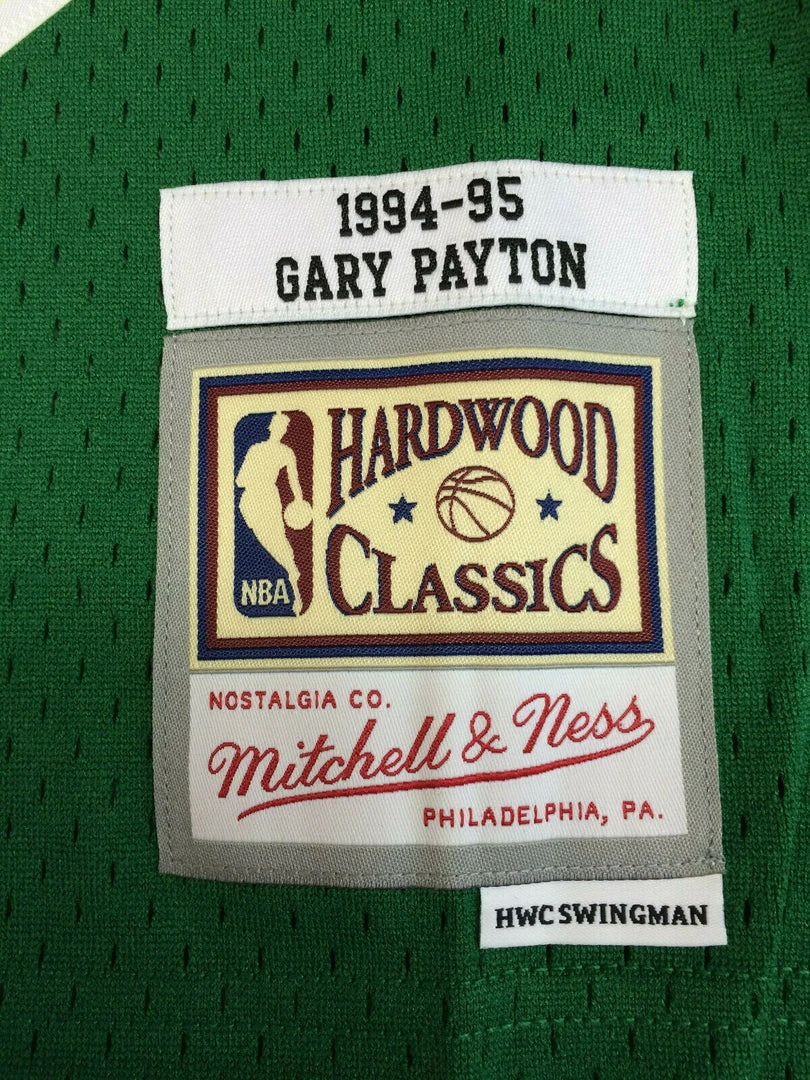 1994-95
GARY PAYTON
HARDWOOD
CLASSICS
NBA
NOSTALGIA CO.
Mitchell & Ness
PHILADELPHIA, PA.
HWC SWINGMAN